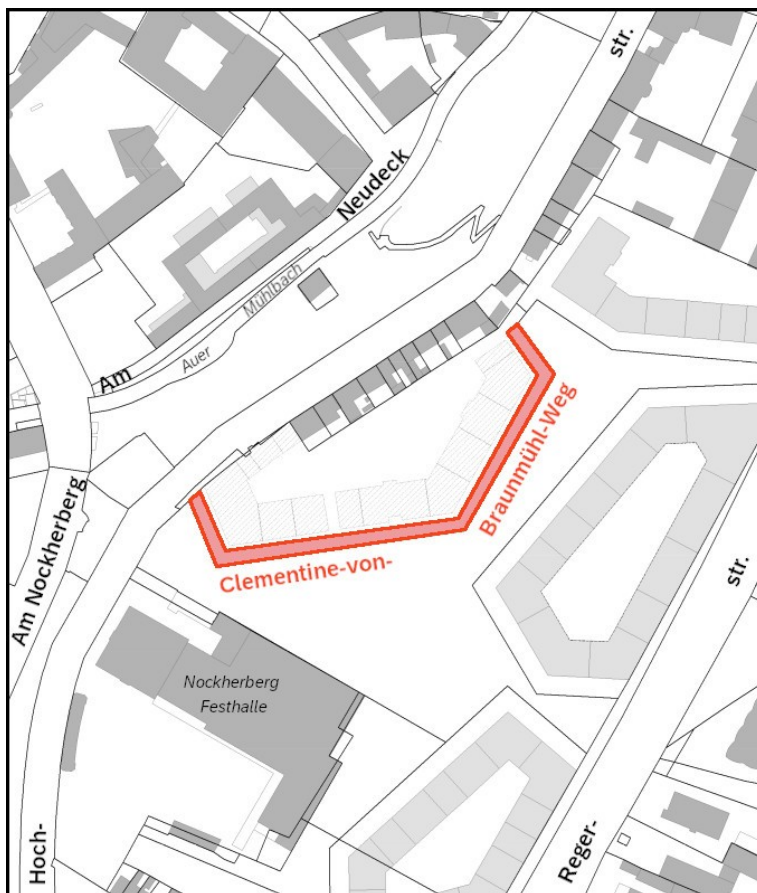 str.
Neudeck
Mühlbach
Auer
Am
Braunmühl-Weg
Clementine-von-
Am Nockherberg
str.
Nockherberg
Festhalle
Hoch-
Reger-